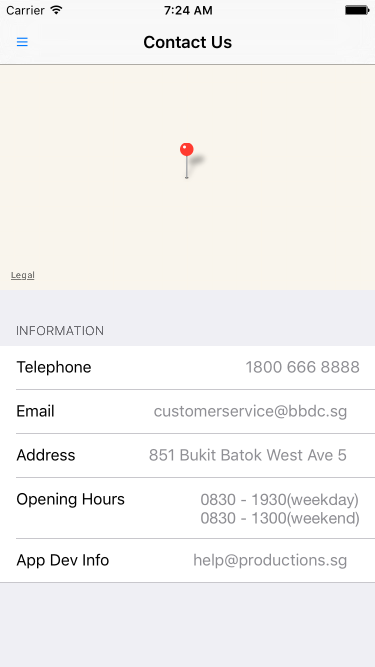 Carrier 7:24 AM
Contact Us
Legal
INFORMATION
Telephone 1800 666 8888
Email customerservice@bbdc.sg
Address 851 Bukit Batok West Ave 5
Opening Hours 0830 - 1930(weekday)
0830 - 1300(weekend)
App Dev Info help@productions.sg